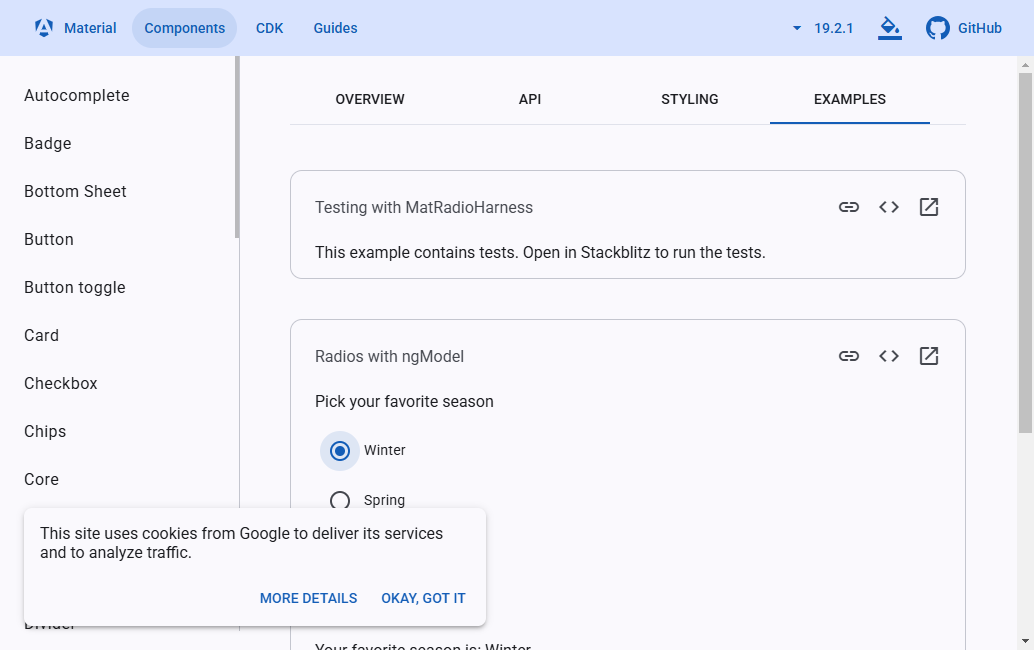 Material
Components
CDK
Guides
19.2.1
GitHub
Autocomplete
Badge
Bottom Sheet
Button
Button toggle
Card
Checkbox
Chips
Core
Divider
OVERVIEW
API
STYLING
EXAMPLES
Testing with MatRadioHarness
This example contains tests. Open in Stackblitz to run the tests.
Radios with ngModel
Pick your favorite season
Winter
Spring
Your favorite season is: Winter
This site uses cookies from Google to deliver its services
and to analyze traffic.
MORE DETAILS
OKAY, GOT IT